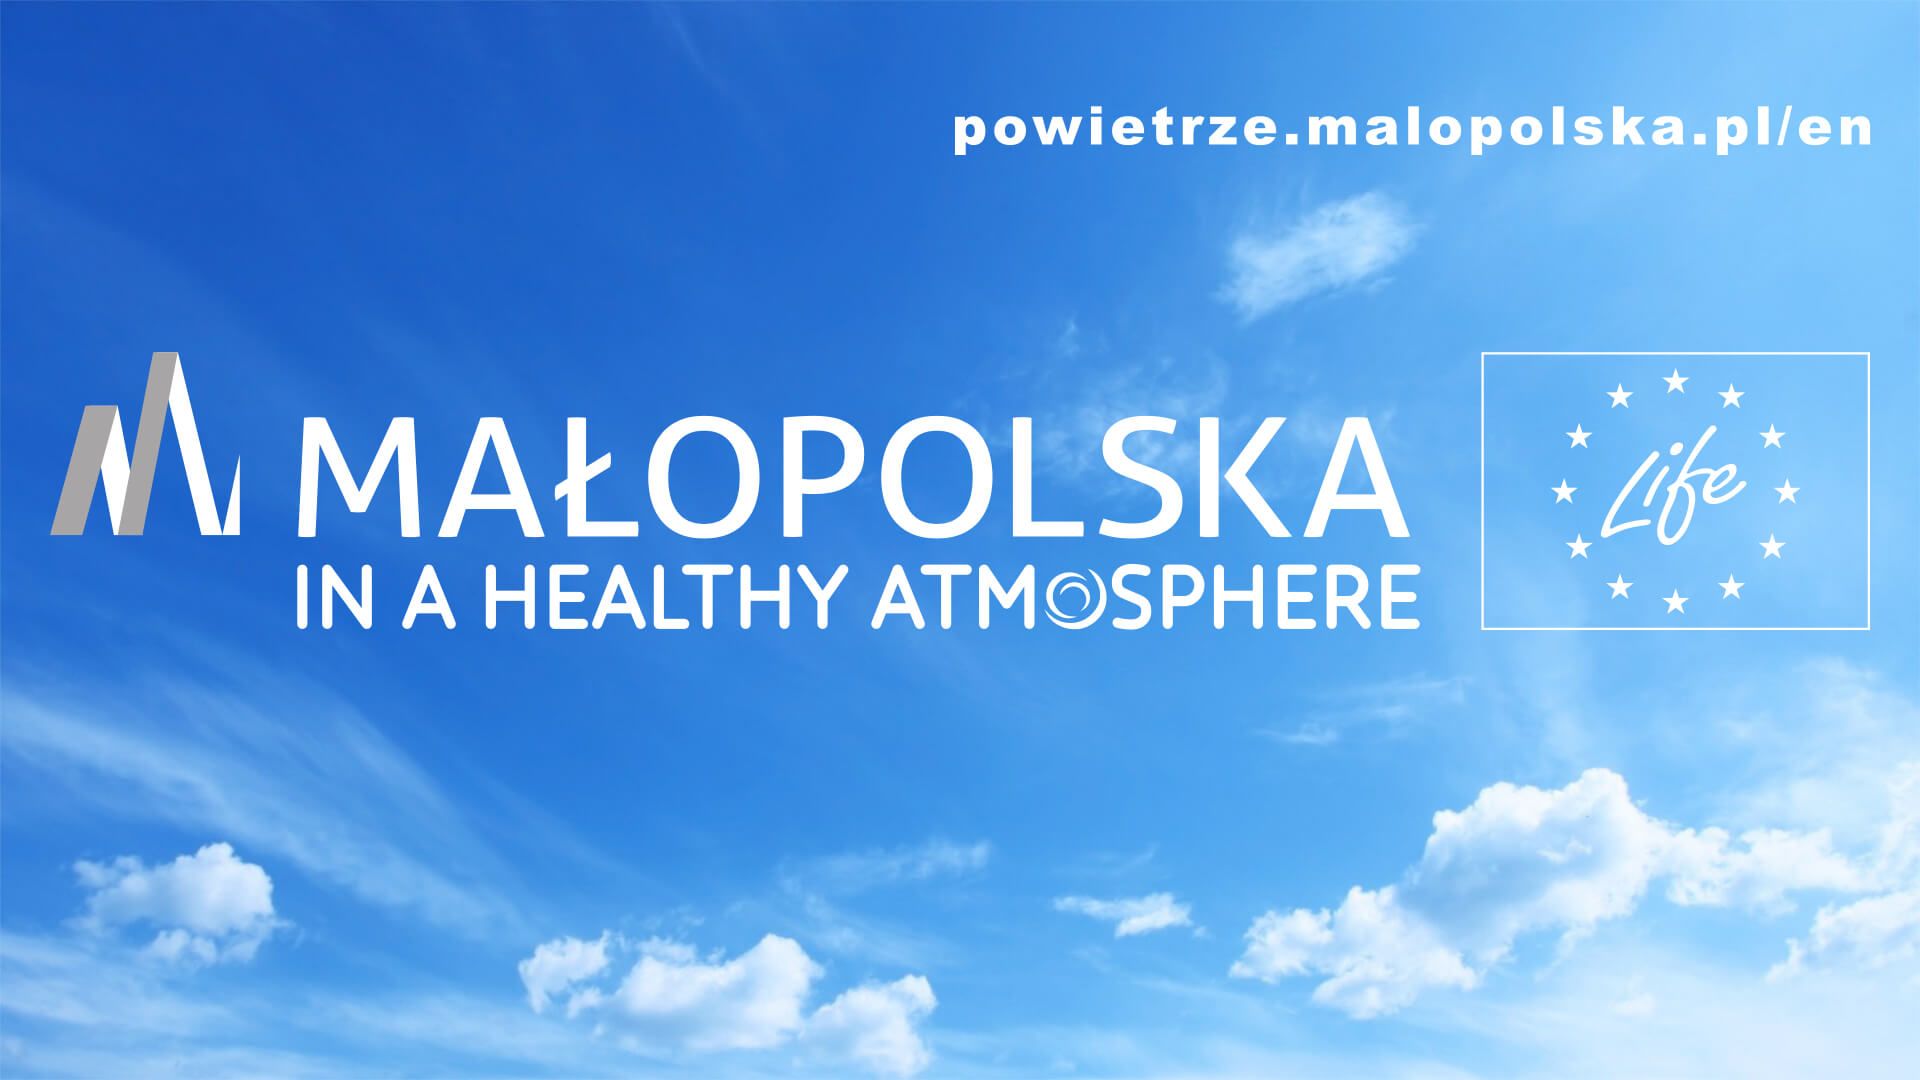 powietrze.malopolska.pl/en
MAŁOPOLSKA
IN A HEALTHY ATMOSPHERE
Life